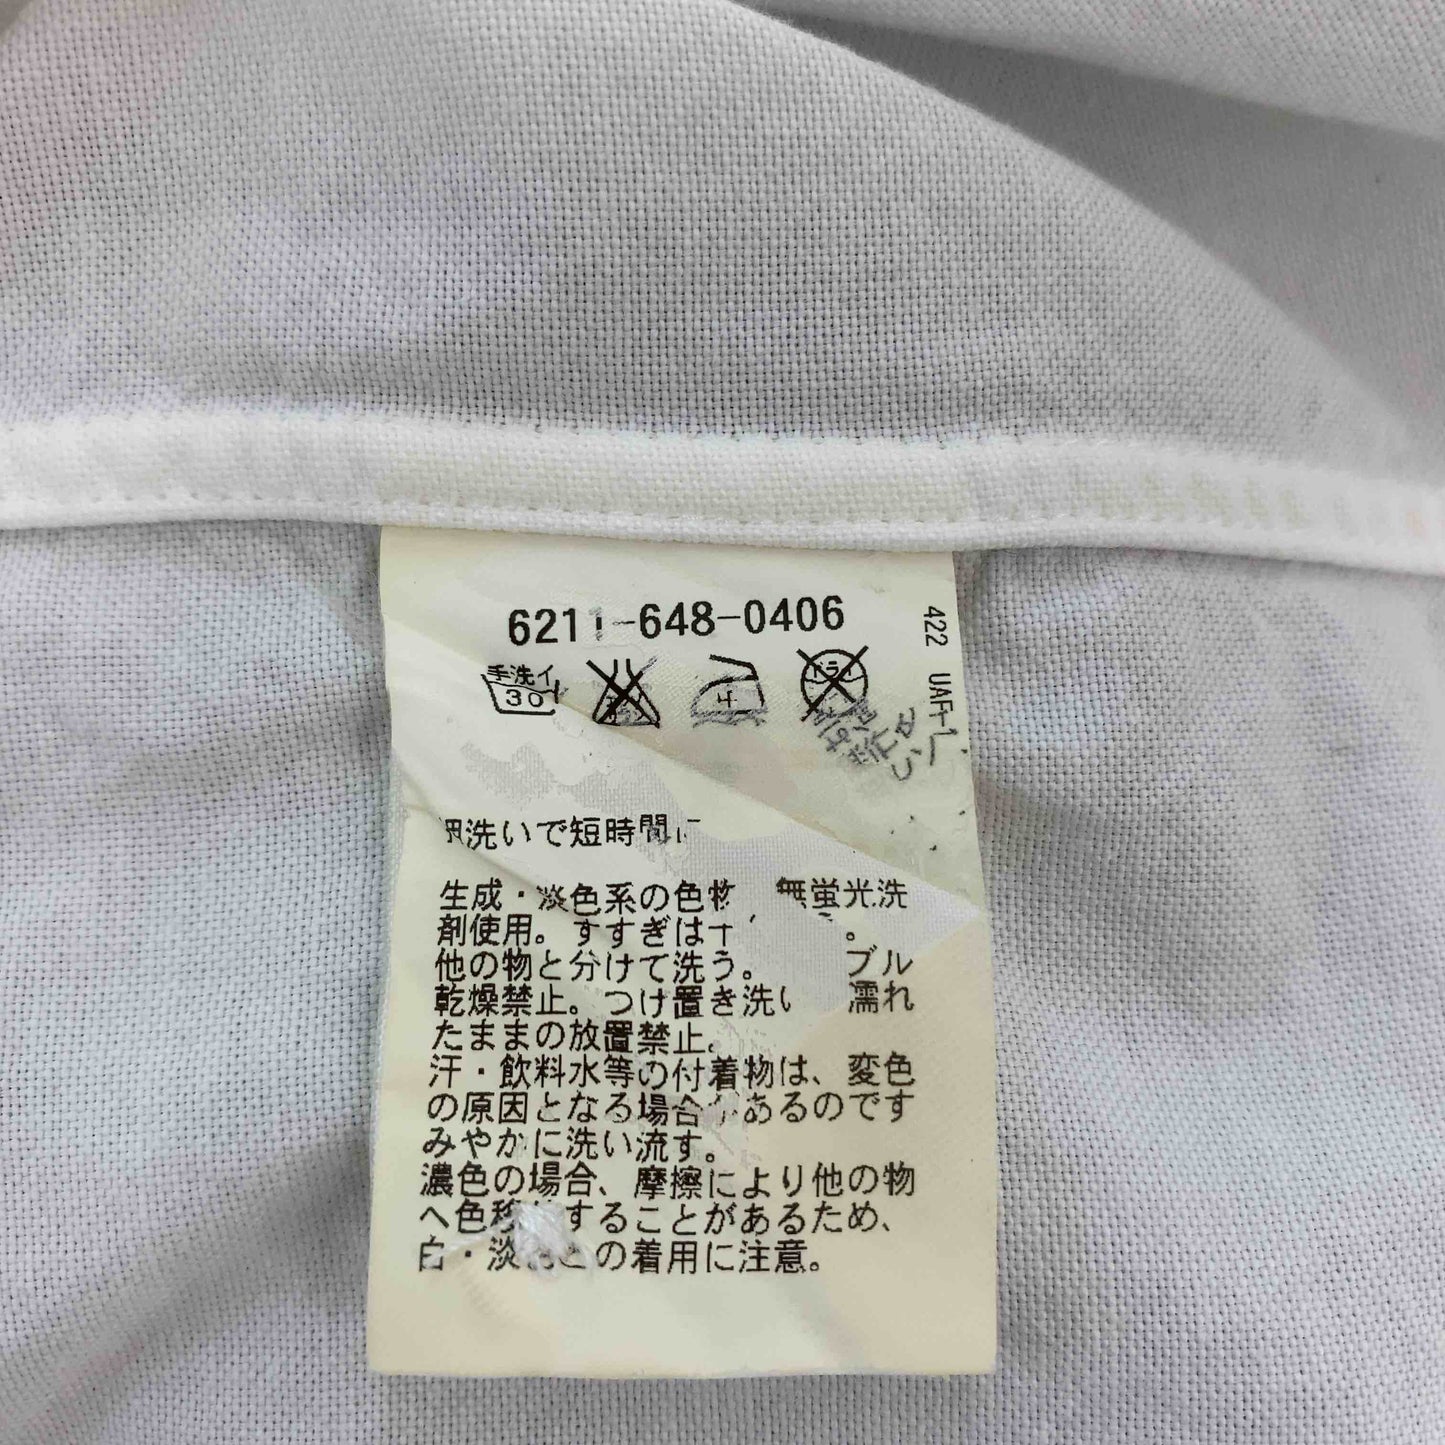 6211-648-0406
422 UAF-1
手洗イ
30
ドライ
中
洗いで短時間に
生成・淡色系の色物 無蛍光洗
剤使用。すすぎは 。
他の物と分けて洗う。 ブル
乾燥禁止。つけ置き洗い 濡れ
たままの放置禁止。
汗・飲料水等の付着物は、変色
の原因となる場合があるのです
みやかに洗い流す。
濃色の場合、摩擦により他の物
へ色移 することがあるため、
白・淡色との着用に注意。